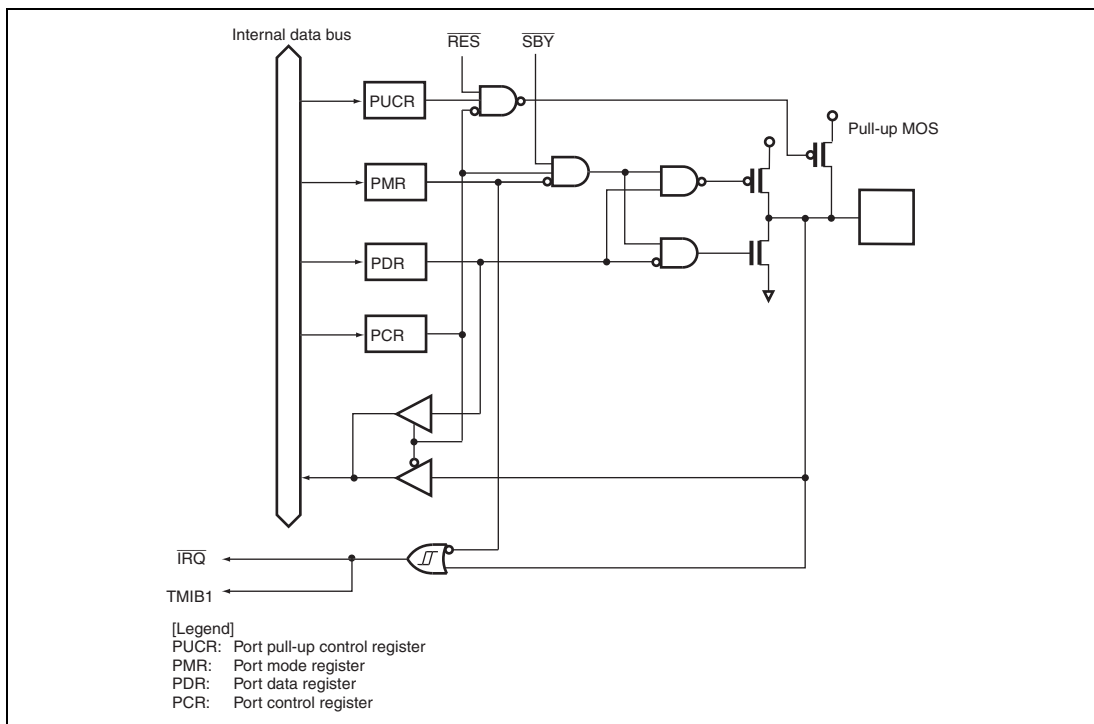 Internal data bus
RES
SBY
PUCR
Pull-up MOS
PMR
PDR
PCR
IRQ
TMIB1
[Legend]
PUCR: Port pull-up control register
PMR: Port mode register
PDR: Port data register
PCR: Port control register